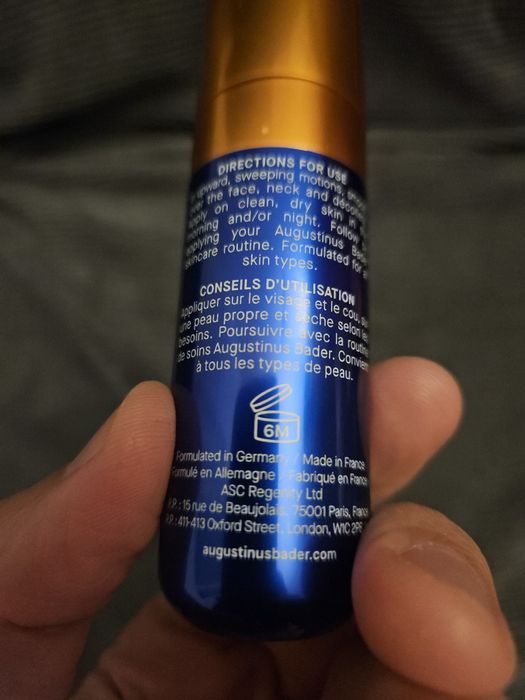 DIRECTIONS FOR USE
upward, sweeping motions,
over the face, neck and
on clean, dry skin in
morning and/or night. Follow
applying your Augustinus Bader
skincare routine. Formulated for
skin types.
CONSEILS D'UTILISATION
Appliquer sur le visage et le cou,
une peau propre et sèche selon
besoins. Poursuivre avec la routine
de soins Augustinus Bader. Convient
à tous les types de peau.
6M
Formulated in Germany / Made in France
Formulé en Allemagne / Fabriqué en France
ASC Regenity Ltd
R.P.: 15 rue de Beaujolais, 75001 Paris, France
R.P.: 411-413 Oxford Street, London, W1C 2PE
augustinusbader.com